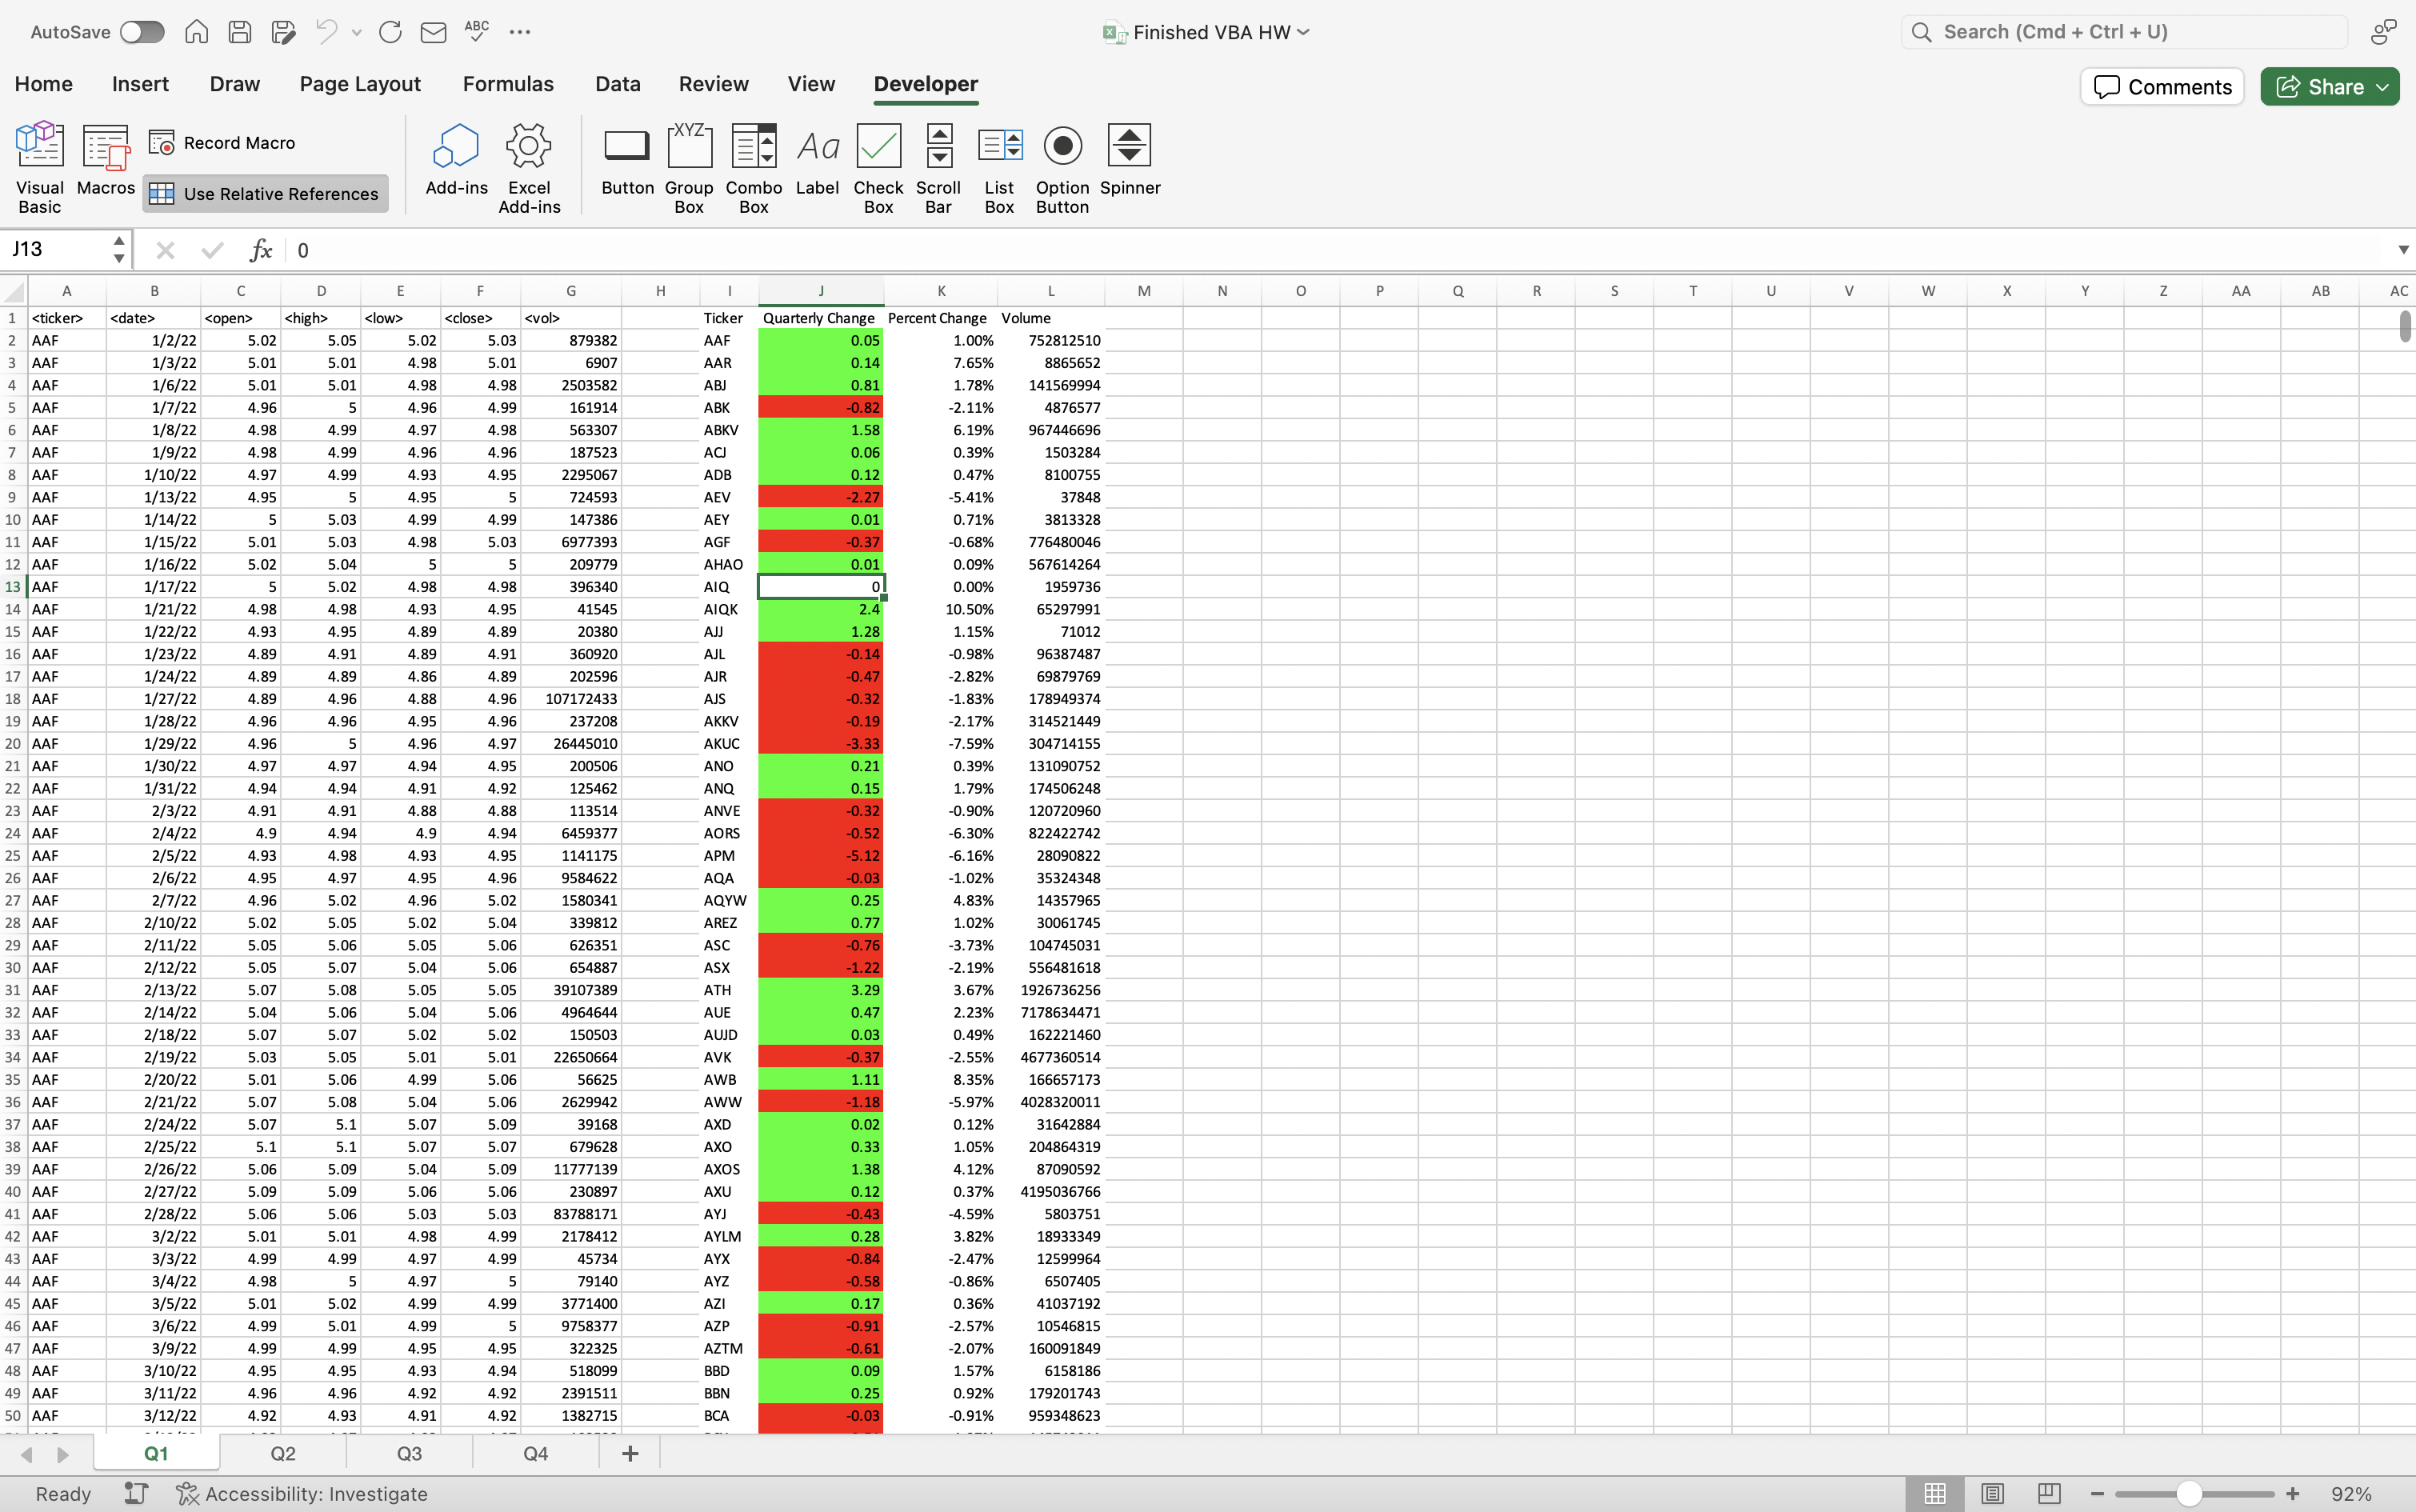 AutoSave ABC Finished VBA HW Search (Cmd + Ctrl + U)
Home Insert Draw Page Layout Formulas Data Review View Developer Comments Share
Record Macro XYZ Aa
Visual Basic Macros Use Relative References Add-ins Excel Add-ins Button Group Box Combo Box Label Check Box Scroll Bar List Box Option Button Spinner
J13 fx 0
A B C D E F G H I J K L M N O P Q R S T U V W X Y Z AA AB AC
1 <ticker> <date> <open> <high> <low> <close> <vol> Ticker Quarterly Change Percent Change Volume
2 AAF 1/2/22 5.02 5.05 5.02 5.03 879382 AAF 0.05 1.00% 752812510
3 AAF 1/3/22 5.01 5.01 4.98 5.01 6907 AAR 0.14 7.65% 8865652
4 AAF 1/6/22 5.01 5.01 4.98 4.98 2503582 ABJ 0.81 1.78% 141569994
5 AAF 1/7/22 4.96 5 4.96 4.99 161914 ABK -0.82 -2.11% 4876577
6 AAF 1/8/22 4.98 4.99 4.97 4.98 563307 ABKV 1.58 6.19% 967446696
7 AAF 1/9/22 4.98 4.99 4.96 4.96 187523 ACJ 0.06 0.39% 1503284
8 AAF 1/10/22 4.97 4.99 4.93 4.95 2295067 ADB 0.12 0.47% 8100755
9 AAF 1/13/22 4.95 5 4.95 5 724593 AEV -2.27 -5.41% 37848
10 AAF 1/14/22 5 5.03 4.99 4.99 147386 AEY 0.01 0.71% 3813328
11 AAF 1/15/22 5.01 5.03 4.98 5.03 6977393 AGF -0.37 -0.68% 776480046
12 AAF 1/16/22 5.02 5.04 5 5 209779 AHAO 0.01 0.09% 567614264
13 AAF 1/17/22 5 5.02 4.98 4.98 396340 AIQ 0 0.00% 1959736
14 AAF 1/21/22 4.98 4.98 4.93 4.95 41545 AIQK 2.4 10.50% 65297991
15 AAF 1/22/22 4.93 4.95 4.89 4.89 20380 AJJ 1.28 1.15% 71012
16 AAF 1/23/22 4.89 4.91 4.89 4.91 360920 AJL -0.14 -0.98% 96387487
17 AAF 1/24/22 4.89 4.89 4.86 4.89 202596 AJR -0.47 -2.82% 69879769
18 AAF 1/27/22 4.89 4.96 4.88 4.96 107172433 AJS -0.32 -1.83% 178949374
19 AAF 1/28/22 4.96 4.96 4.95 4.96 237208 AKKV -0.19 -2.17% 314521449
20 AAF 1/29/22 4.96 5 4.96 4.97 26445010 AKUC -3.33 -7.59% 304714155
21 AAF 1/30/22 4.97 4.97 4.94 4.95 200506 ANO 0.21 0.39% 131090752
22 AAF 1/31/22 4.94 4.94 4.91 4.92 125462 ANQ 0.15 1.79% 174506248
23 AAF 2/3/22 4.91 4.91 4.88 4.88 113514 ANVE -0.32 -0.90% 120720960
24 AAF 2/4/22 4.9 4.94 4.9 4.94 6459377 AORS -0.52 -6.30% 822422742
25 AAF 2/5/22 4.93 4.98 4.93 4.95 1141175 APM -5.12 -6.16% 28090822
26 AAF 2/6/22 4.95 4.97 4.95 4.96 9584622 AQA -0.03 -1.02% 35324348
27 AAF 2/7/22 4.96 5.02 4.96 5.02 1580341 AQYW 0.25 4.83% 14357965
28 AAF 2/10/22 5.02 5.05 5.02 5.04 339812 AREZ 0.77 1.02% 30061745
29 AAF 2/11/22 5.05 5.06 5.05 5.06 626351 ASC -0.76 -3.73% 104745031
30 AAF 2/12/22 5.05 5.07 5.04 5.06 654887 ASX -1.22 -2.19% 556481618
31 AAF 2/13/22 5.07 5.08 5.05 5.05 39107389 ATH 3.29 3.67% 1926736256
32 AAF 2/14/22 5.04 5.06 5.04 5.06 4964644 AUE 0.47 2.23% 7178634471
33 AAF 2/18/22 5.07 5.07 5.02 5.02 150503 AUJD 0.03 0.49% 162221460
34 AAF 2/19/22 5.03 5.05 5.01 5.01 22650664 AVK -0.37 -2.55% 4677360514
35 AAF 2/20/22 5.01 5.06 4.99 5.06 56625 AWB 1.11 8.35% 166657173
36 AAF 2/21/22 5.07 5.08 5.04 5.06 2629942 AWW -1.18 -5.97% 4028320011
37 AAF 2/24/22 5.07 5.1 5.07 5.09 39168 AXD 0.02 0.12% 31642884
38 AAF 2/25/22 5.1 5.1 5.07 5.07 679628 AXO 0.33 1.05% 204864319
39 AAF 2/26/22 5.06 5.09 5.04 5.09 11777139 AXOS 1.38 4.12% 87090592
40 AAF 2/27/22 5.09 5.09 5.06 5.06 230897 AXU 0.12 0.37% 4195036766
41 AAF 2/28/22 5.06 5.06 5.03 5.03 83788171 AYJ -0.43 -4.59% 5803751
42 AAF 3/2/22 5.01 5.01 4.98 4.99 2178412 AYLM 0.28 3.82% 18933349
43 AAF 3/3/22 4.99 4.99 4.97 4.99 45734 AYX -0.84 -2.47% 12599964
44 AAF 3/4/22 4.98 5 4.97 5 79140 AYZ -0.58 -0.86% 6507405
45 AAF 3/5/22 5.01 5.02 4.99 4.99 3771400 AZI 0.17 0.36% 41037192
46 AAF 3/6/22 4.99 5.01 4.99 5 9758377 AZP -0.91 -2.57% 10546815
47 AAF 3/9/22 4.99 4.99 4.95 4.95 322325 AZTM -0.61 -2.07% 160091849
48 AAF 3/10/22 4.95 4.95 4.93 4.94 518099 BBD 0.09 1.57% 6158186
49 AAF 3/11/22 4.96 4.96 4.92 4.92 2391511 BBN 0.25 0.92% 179201743
50 AAF 3/12/22 4.92 4.93 4.91 4.92 1382715 BCA -0.03 -0.91% 959348623
Q1 Q2 Q3 Q4
Ready Accessibility: Investigate 92%